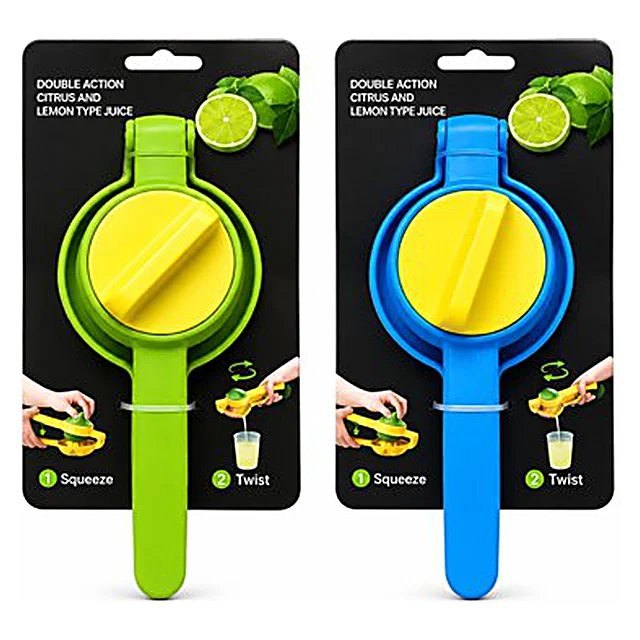 DOUBLE ACTION
CITRUS AND
LEMON TYPE JUICE
1 Squeeze
2 Twist
DOUBLE ACTION
CITRUS AND
LEMON TYPE JUICE
1 Squeeze
2 Twist